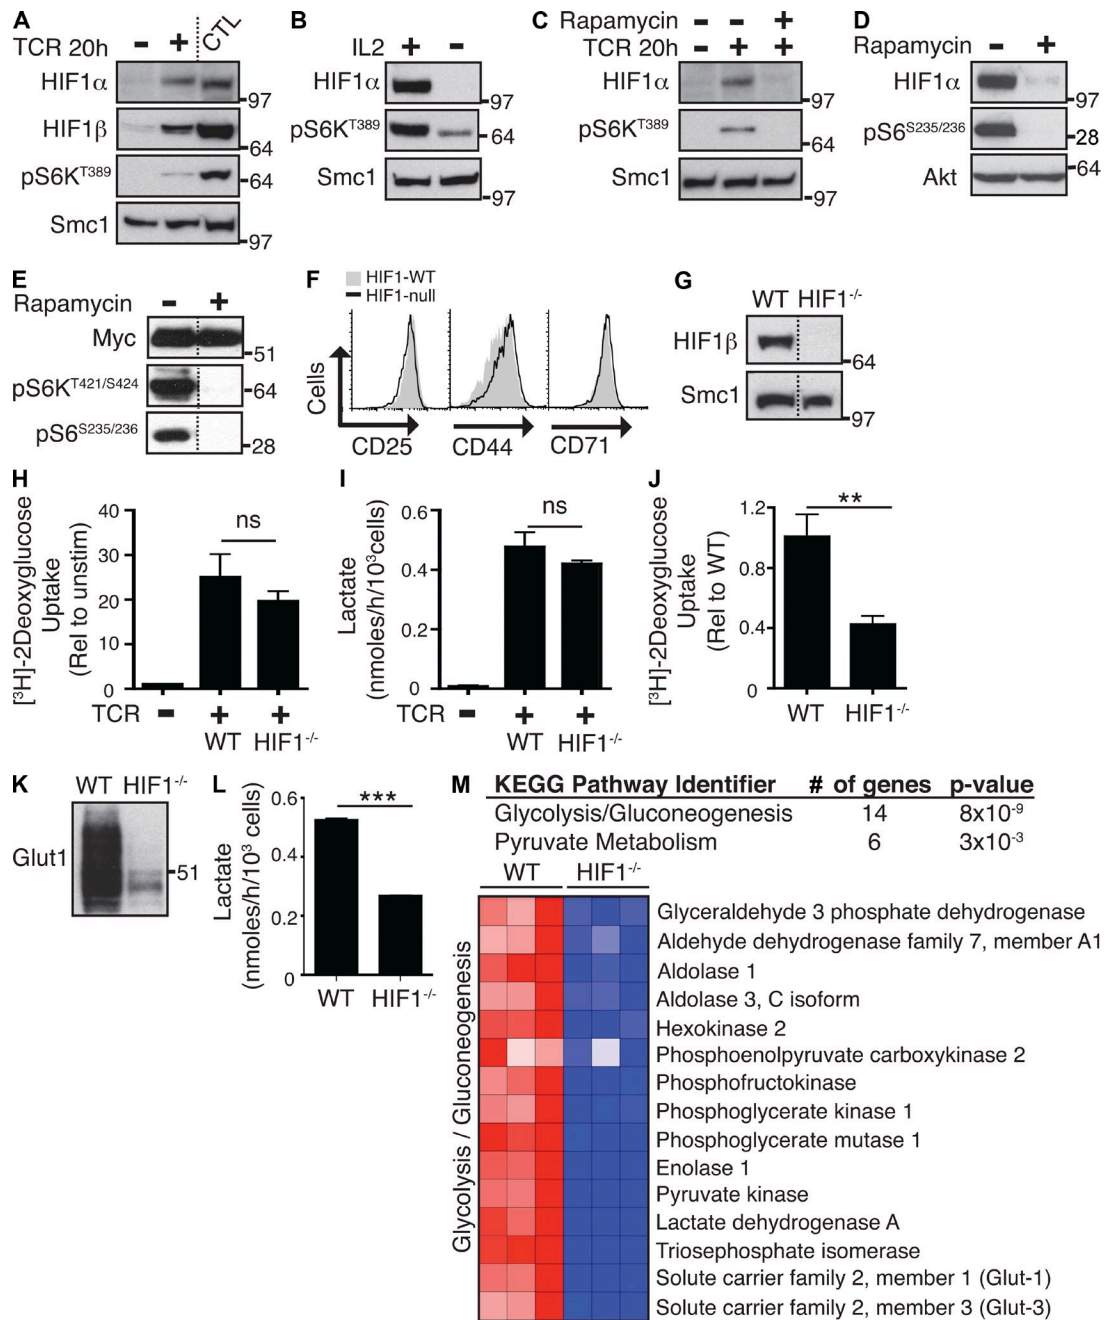 A
TCR 20h - + CTL
HIF1α
97
HIF1β
64
pS6K^T389
64
Smc1
97
B
IL2 + -
HIF1α
97
pS6K^T389
64
Smc1
97
C
Rapamycin - - +
TCR 20h - + +
HIF1α
97
pS6K^T389
64
Smc1
97
D
Rapamycin - +
HIF1α
97
pS6^S235/236
28
Akt
64
E
Rapamycin - +
Myc
51
pS6K^T421/S424
64
pS6^S235/236
28
F
HIF1-WT
HIF1-null
Cells
CD25 CD44 CD71
G
WT HIF1^-/-
HIF1β
64
Smc1
97
H
[³H]-2Deoxyglucose
Uptake
(Rel to unstim)
40
30
20
10
0
ns
TCR - + +
WT HIF1^-/-
I
Lactate
(nmoles/h/10³cells)
0.6
0.4
0.2
0
ns
TCR - + +
WT HIF1^-/-
J
[³H]-2Deoxyglucose
Uptake
(Rel to WT)
1.2
0.8
0.4
0
**
WT HIF1^-/-
K
WT HIF1^-/-
Glut1
51
L
Lactate
(nmoles/h/10³ cells)
0.6
0.4
0.2
0
***
WT HIF1^-/-
M
KEGG Pathway Identifier # of genes p-value
Glycolysis/Gluconeogenesis 14 8x10^-9
Pyruvate Metabolism 6 3x10^-3
WT HIF1^-/-
Glycolysis / Gluconeogenesis
Glyceraldehyde 3 phosphate dehydrogenase
Aldehyde dehydrogenase family 7, member A1
Aldolase 1
Aldolase 3, C isoform
Hexokinase 2
Phosphoenolpyruvate carboxykinase 2
Phosphofructokinase
Phosphoglycerate kinase 1
Phosphoglycerate mutase 1
Enolase 1
Pyruvate kinase
Lactate dehydrogenase A
Triosephosphate isomerase
Solute carrier family 2, member 1 (Glut-1)
Solute carrier family 2, member 3 (Glut-3)